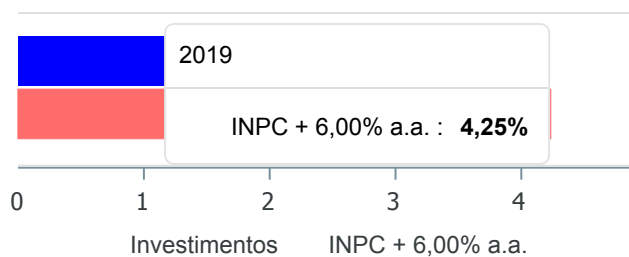 2019
INPC + 6,00% a.a. : 4,25%
0 1 2 3 4
Investimentos INPC + 6,00% a.a.